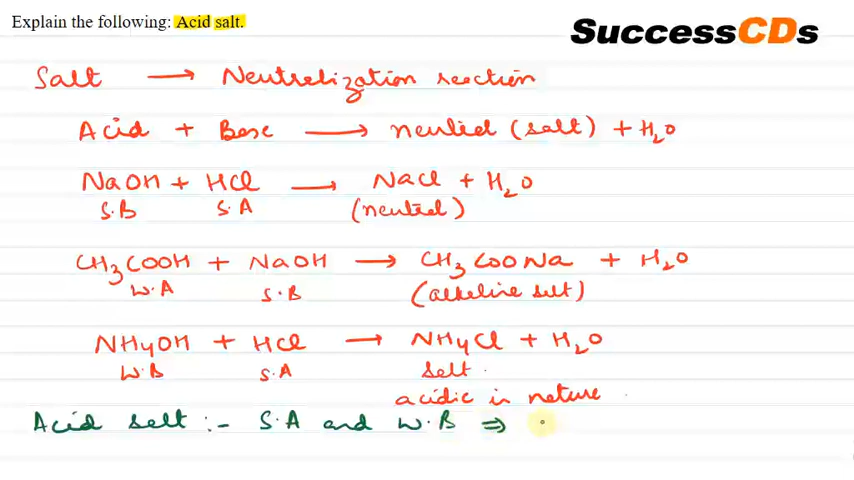 Explain the following: Acid salt.
SuccessCDs
Salt → Neutralization reaction
Acid + Base → neutral (salt) + H₂O
NaOH + HCl → NaCl + H₂O
S.B S.A (neutral)
CH₃COOH + NaOH → CH₃COONa + H₂O
W.A S.B (alkaline salt)
NH₄OH + HCl → NH₄Cl + H₂O
W.B S.A salt
acidic in nature
Acid salt :- S.A and W.B ⇒